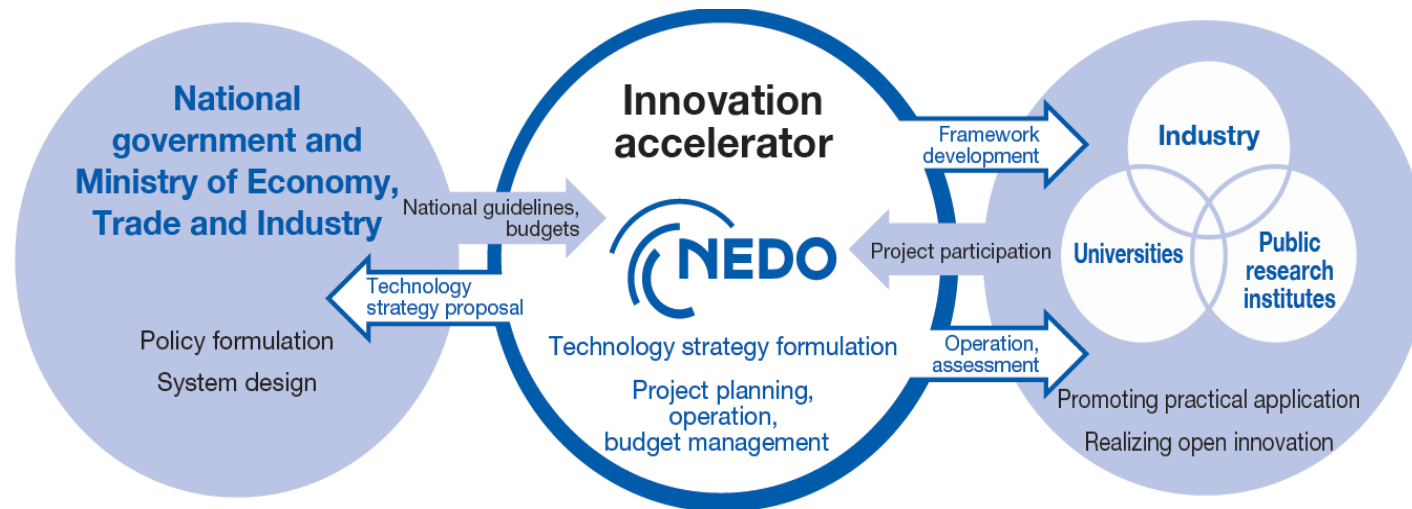 National
government and
Ministry of Economy,
Trade and Industry
Policy formulation
System design
National guidelines,
budgets
Technology
strategy proposal
Innovation
accelerator
NEDO
Technology strategy formulation
Project planning,
operation,
budget management
Framework
development
Project participation
Operation,
assessment
Industry
Universities
Public
research
institutes
Promoting practical application
Realizing open innovation